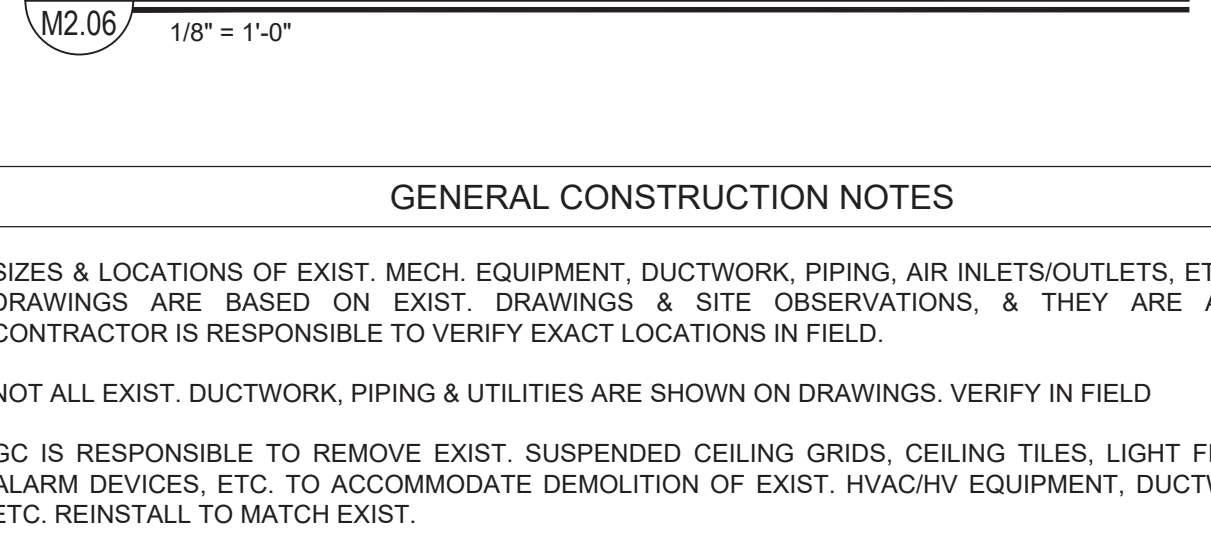 M2.06
1/8" = 1'-0"
GENERAL CONSTRUCTION NOTES
SIZES & LOCATIONS OF EXIST. MECH. EQUIPMENT, DUCTWORK, PIPING, AIR INLETS/OUTLETS,
DRAWINGS ARE BASED ON EXIST. DRAWINGS & SITE OBSERVATIONS, & THEY ARE
CONTRACTOR IS RESPONSIBLE TO VERIFY EXACT LOCATIONS IN FIELD.
NOT ALL EXIST. DUCTWORK, PIPING & UTILITIES ARE SHOWN ON DRAWINGS. VERIFY IN FIELD
GC IS RESPONSIBLE TO REMOVE EXIST. SUSPENDED CEILING GRIDS, CEILING TILES, LIGHT
ALARM DEVICES, ETC. TO ACCOMMODATE DEMOLITION OF EXIST. HVAC/HV EQUIPMENT,
ETC. REINSTALL TO MATCH EXIST.